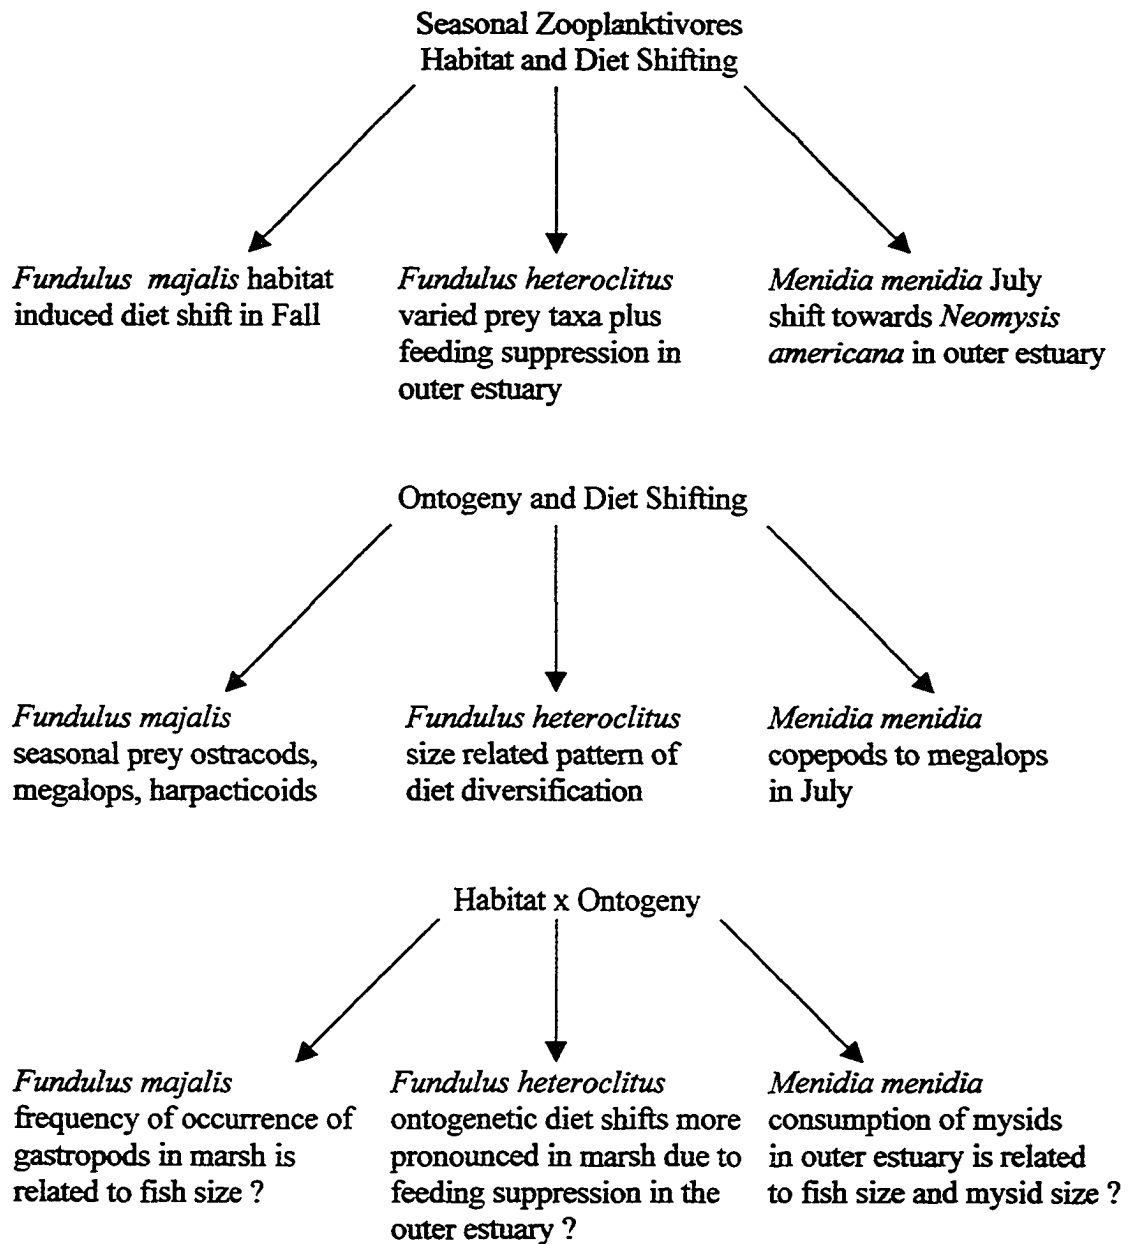 Seasonal Zooplanktivores
Habitat and Diet Shifting
Fundulus majalis habitat
induced diet shift in Fall
Fundulus heteroclitus
varied prey taxa plus
feeding suppression in
outer estuary
Menidia menidia July
shift towards Neomysis
americana in outer estuary
Ontogeny and Diet Shifting
Fundulus majalis
seasonal prey ostracods,
megalops, harpacticoids
Fundulus heteroclitus
size related pattern of
diet diversification
Menidia menidia
copepods to megalops
in July
Habitat x Ontogeny
Fundulus majalis
frequency of occurrence of
gastropods in marsh is
related to fish size ?
Fundulus heteroclitus
ontogenetic diet shifts more
pronounced in marsh due to
feeding suppression in the
outer estuary ?
Menidia menidia
consumption of mysids
in outer estuary is related
to fish size and mysid size ?